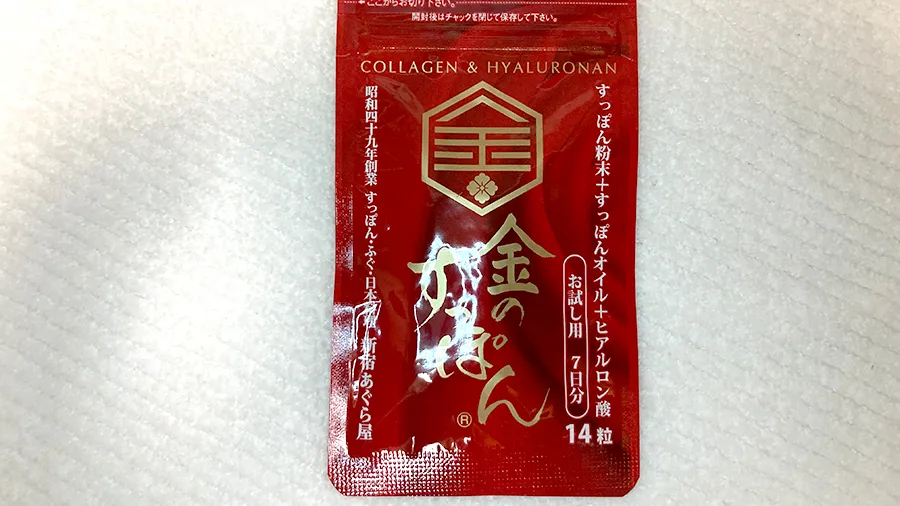 ここからお切り下さい。
開封後はチャックを閉じて保存して下さい。
COLLAGEN & HYALURONAN
すっぽん粉末+すっぽんオイル+ヒアルロン酸
お試し用 7日分
14粒
金
金の
すっぽん
®
昭和四十九年創業 すっぽん・ふぐ・日本料理 新宿あぐら屋